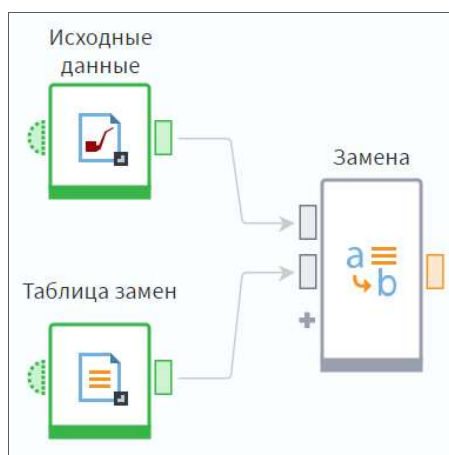 Исходные
данные
Замена
a
b
Таблица замен